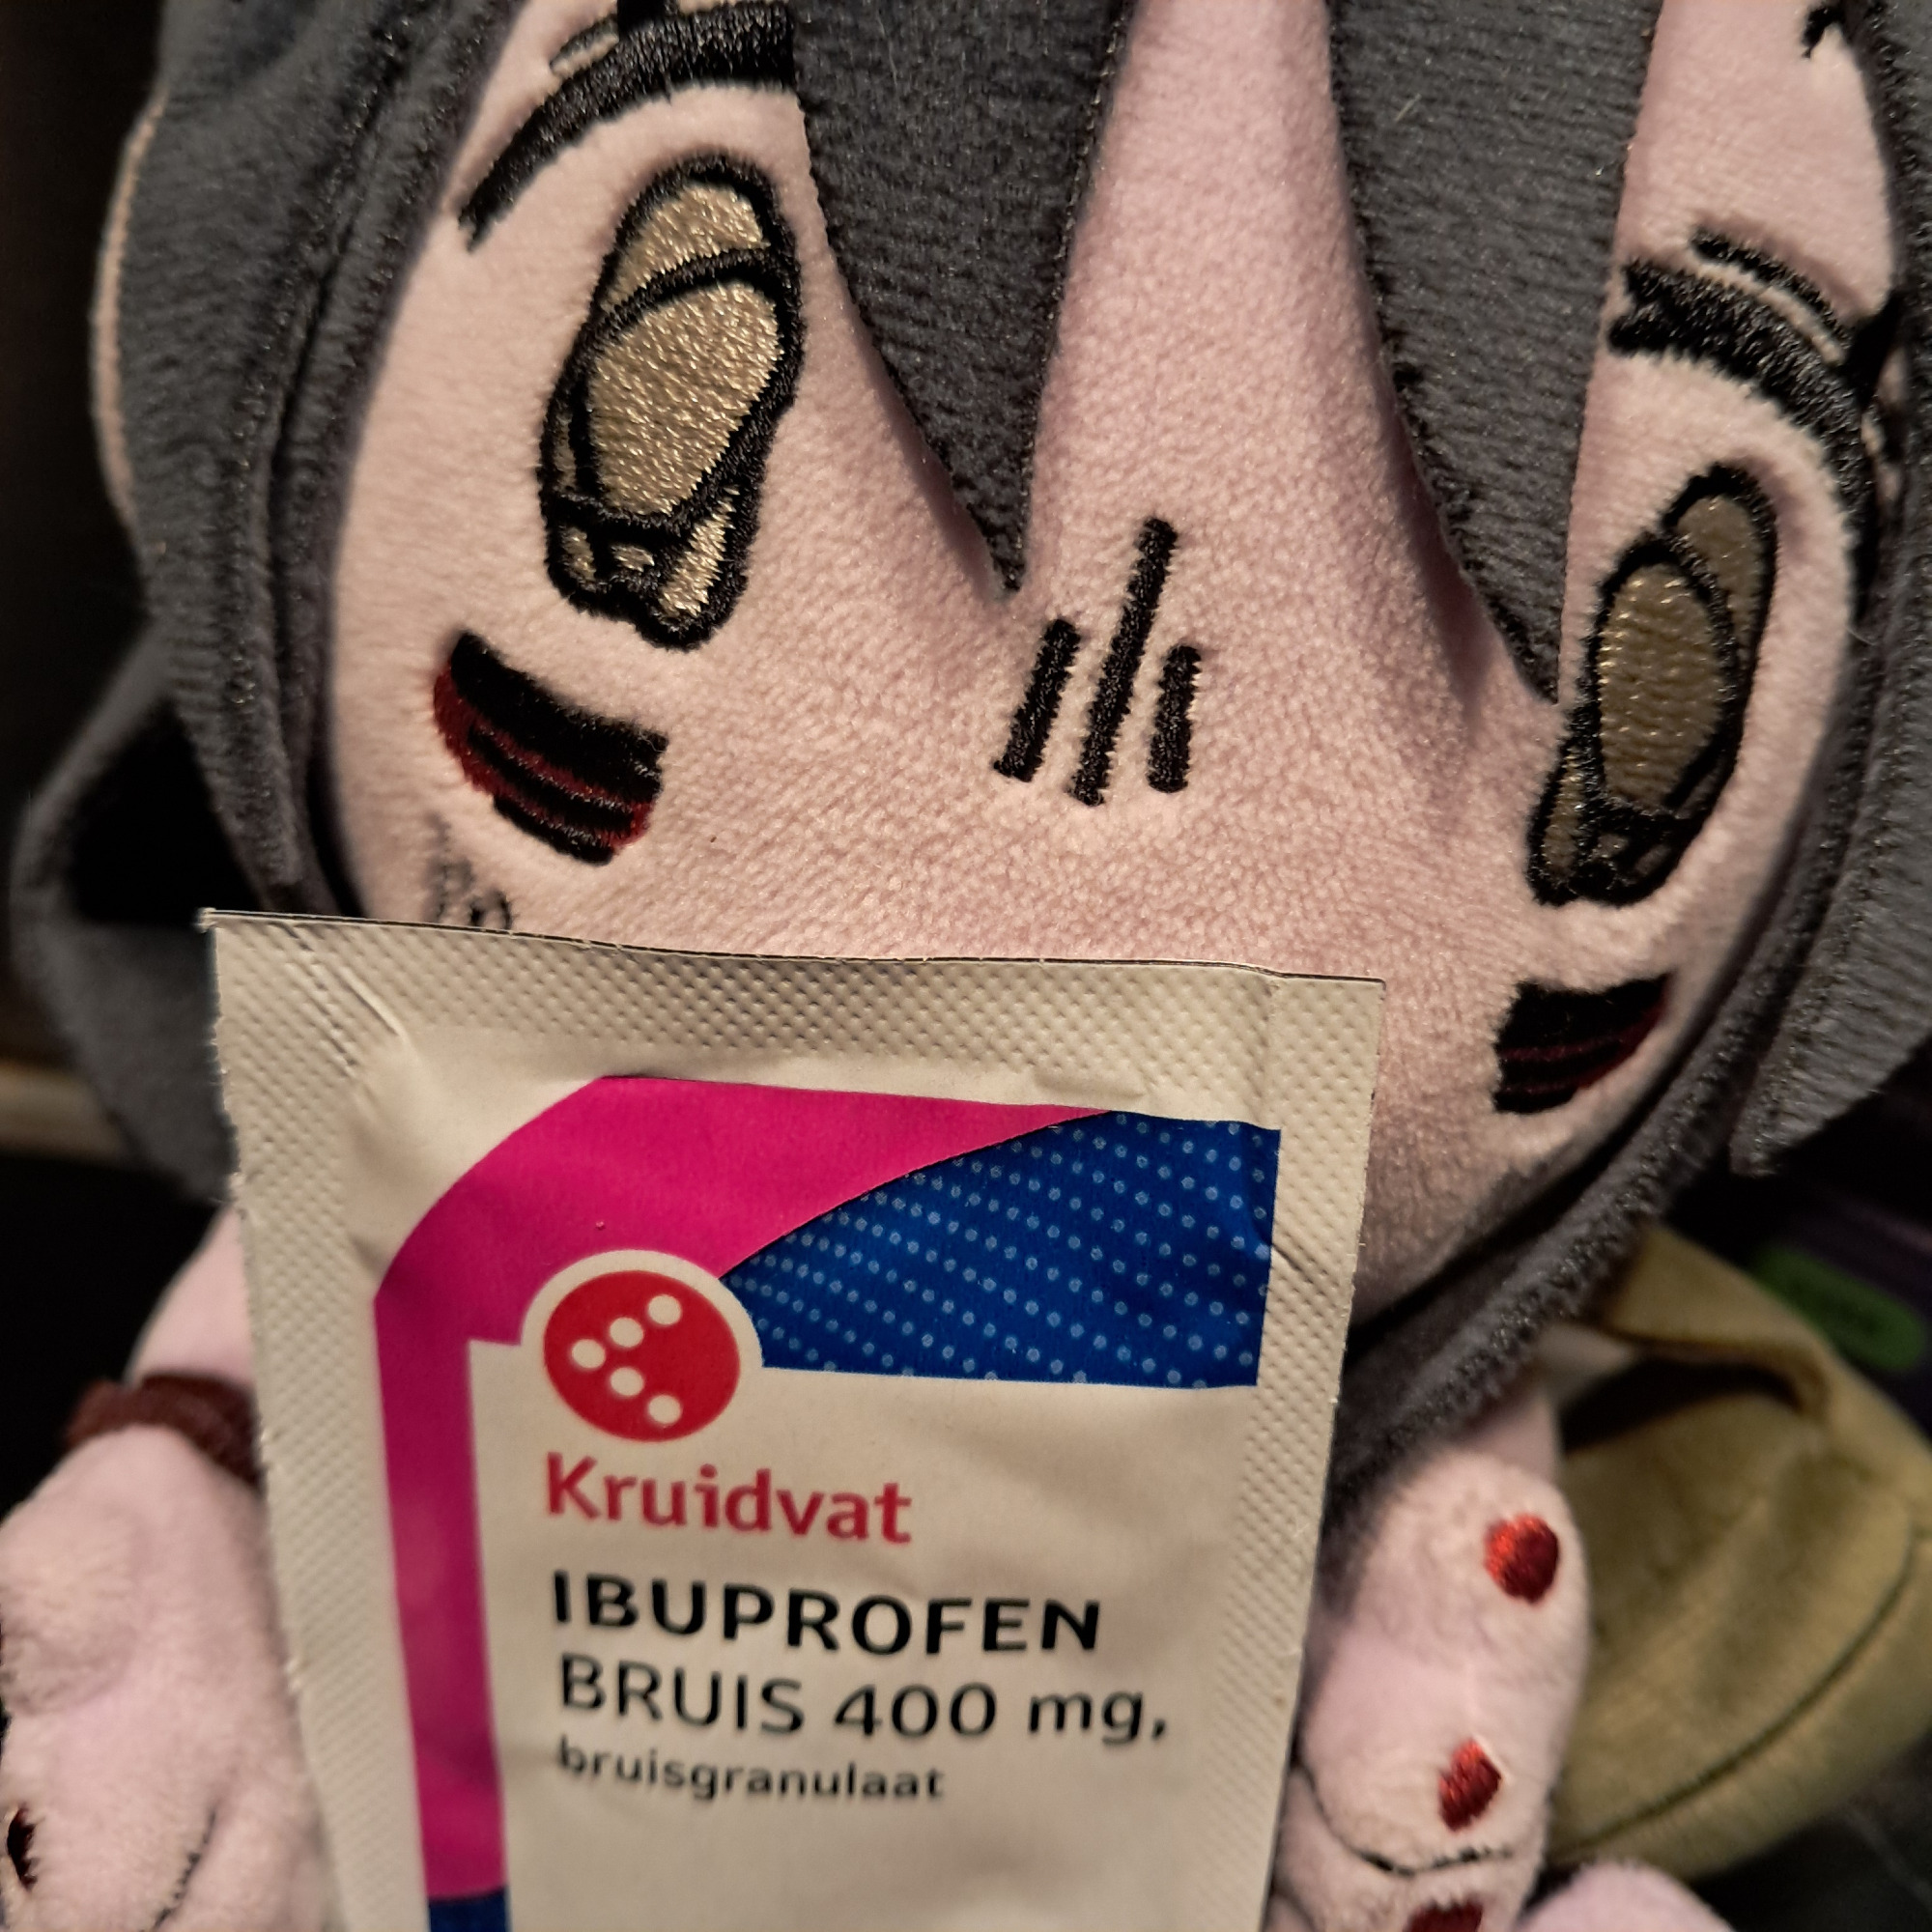 Kruidvat
IBUPROFEN
BRUIS 400 mg,
bruisgranulaat